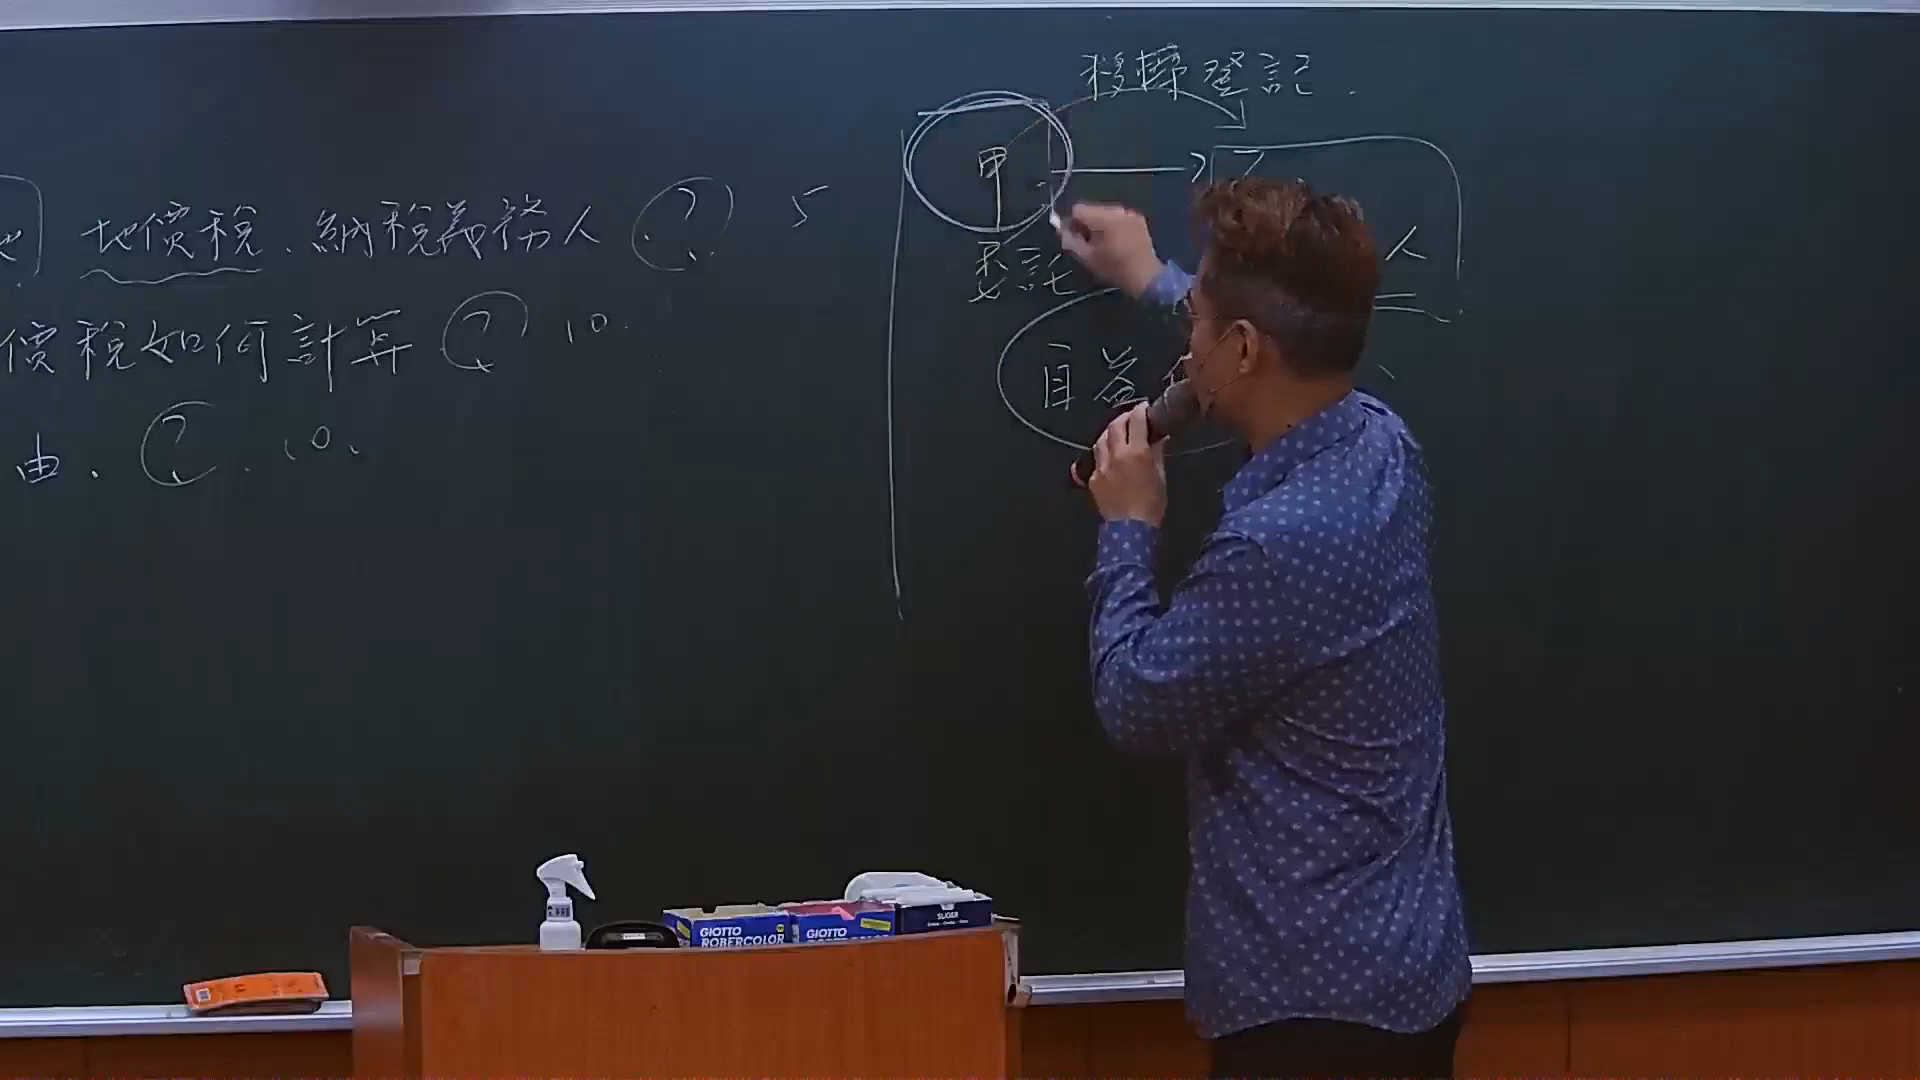 地價稅、納稅義務人(?) 5
價稅如何計算(?) 10.
由.(?).10.
移轉登記.
甲 → 乙
委託
人
自益
GIOTTO
ROBERCOLOR
GIOTTO